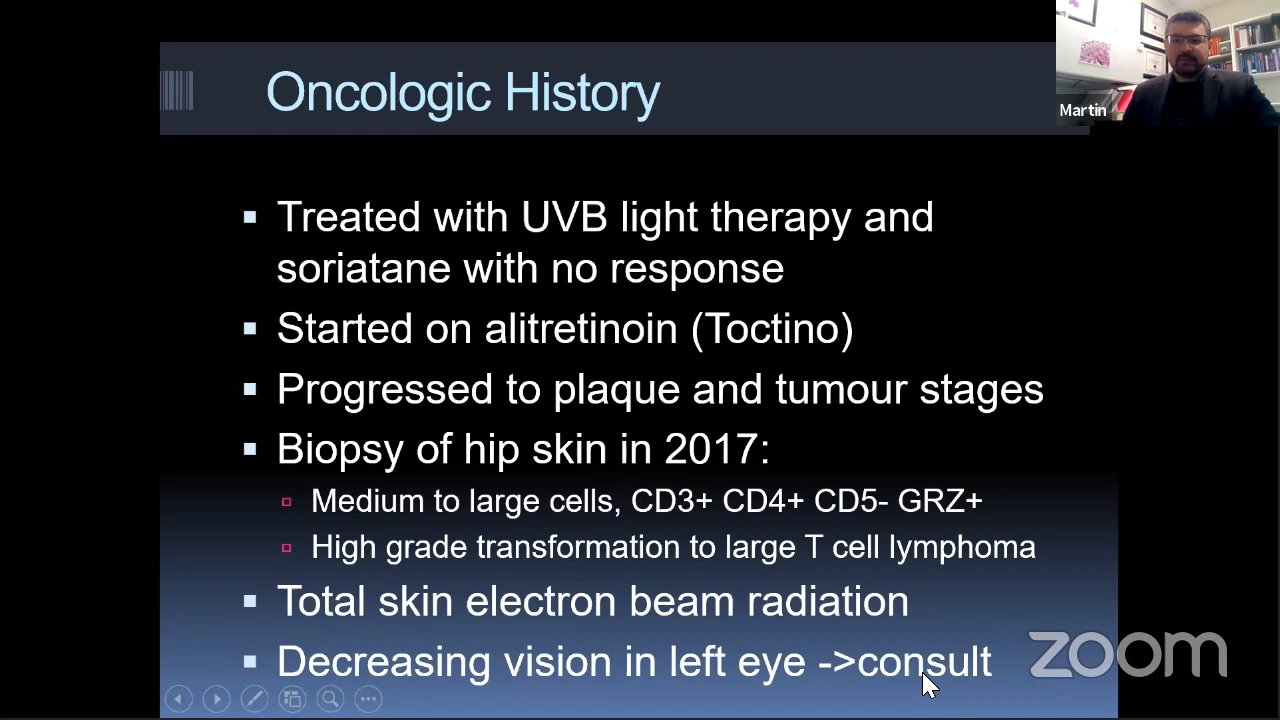 Oncologic History
Martin
Treated with UVB light therapy and
soriatane with no response
Started on alitretinoin (Toctino)
Progressed to plaque and tumour stages
Biopsy of hip skin in 2017:
Medium to large cells, CD3+ CD4+ CD5- GRZ+
High grade transformation to large T cell lymphoma
Total skin electron beam radiation
Decreasing vision in left eye ->consult
zoom